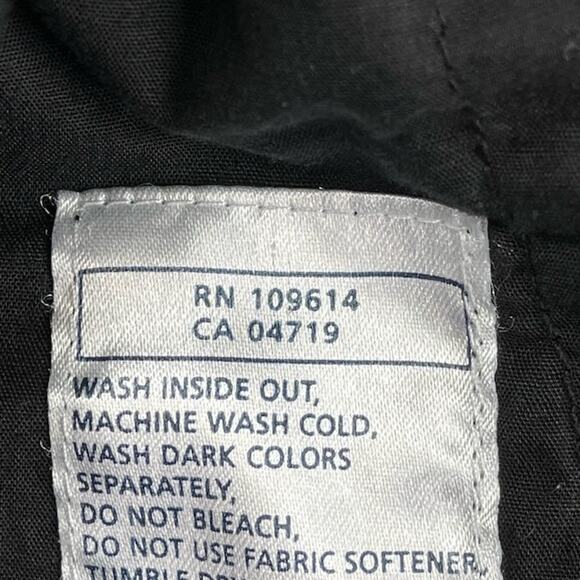 RN 109614
CA 04719
WASH INSIDE OUT,
MACHINE WASH COLD,
WASH DARK COLORS
SEPARATELY,
DO NOT BLEACH,
DO NOT USE FABRIC SOFTENER,
TUMBLE